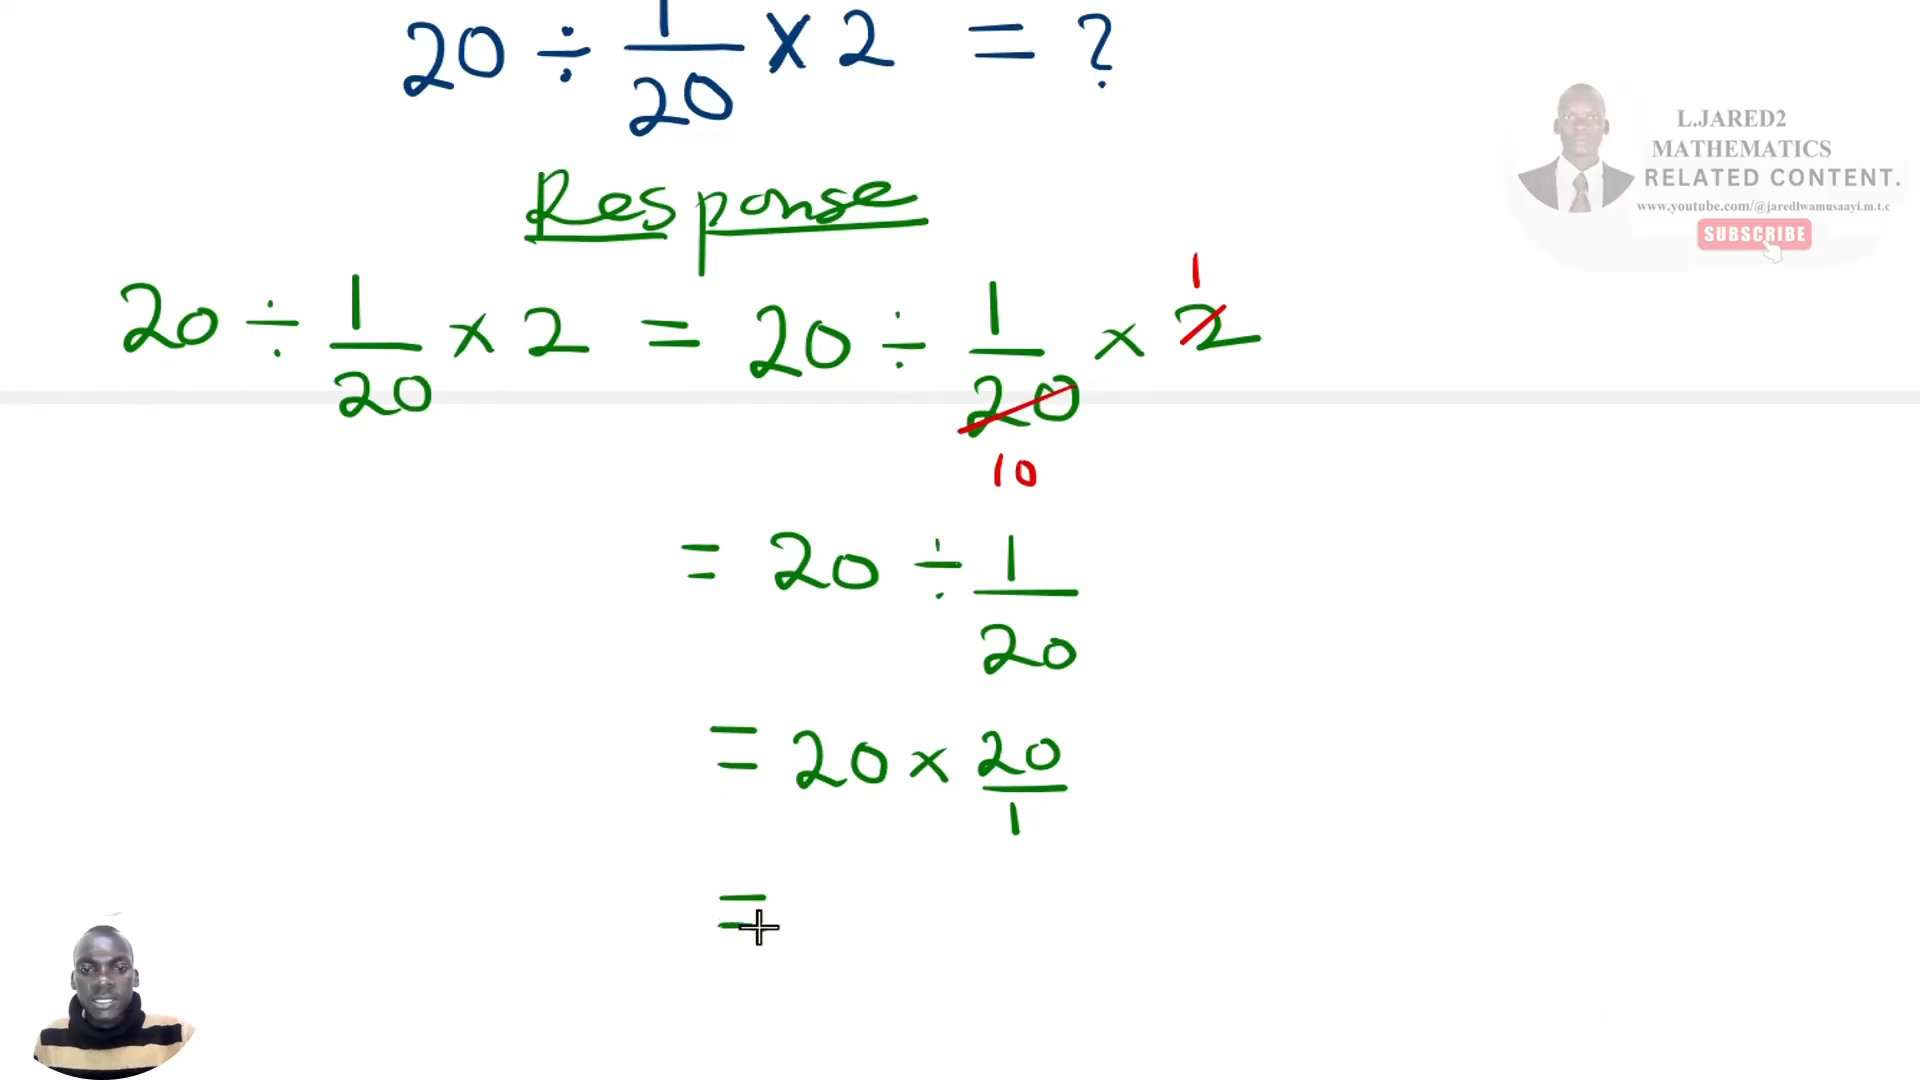 20 ÷ 1/20 × 2 = ?
L.JARED2
MATHEMATICS
RELATED CONTENT.
www.youtube.com/@jaredlwamusaayi.m.t.c
SUBSCRIBE
Response
20 ÷ 1/20 × 2 = 20 ÷ 1/20 × 2
1
10
= 20 ÷ 1/20
= 20 × 20/1
=